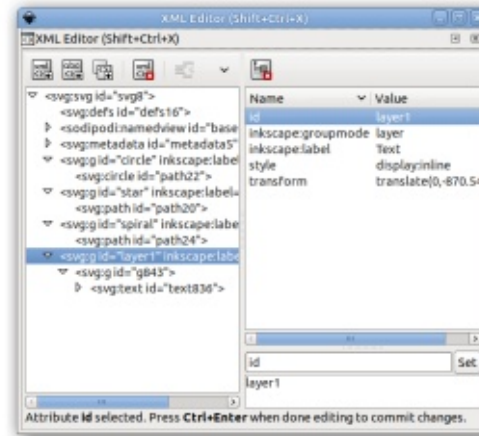 XML Editor (Shift+Ctrl+X)
XML Editor (Shift+Ctrl+X)
<svg:svg id="svg8">
<svg:defs id="defs16">
<sodipodi:namedview id="base
<svg:metadata id="metadata5"
<svg:g id="circle" inkscape:label
<svg:circle id="path22">
<svg:g id="star" inkscape:label=
<svg:path id="path20">
<svg:g id="spiral" inkscape:labe
<svg:path id="path24">
<svg:g id="layer1" inkscape:labe
<svg:g id="g843">
<svg:text id="text836">
Name Value
id layer1
inkscape:groupmode layer
inkscape:label Text
style display:inline
transform translate(0,-870.54
id Set
layer1
Attribute id selected. Press Ctrl+Enter when done editing to commit changes.